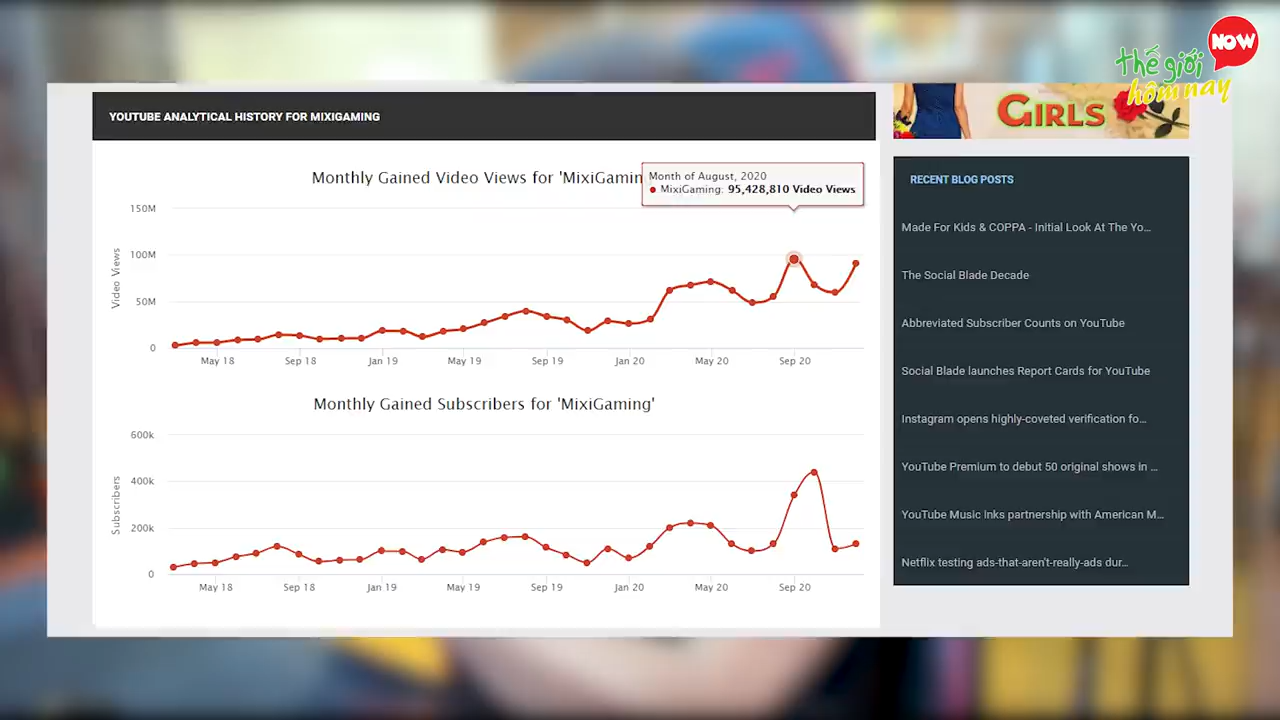 NOW
thế giới
hôm nay
YOUTUBE ANALYTICAL HISTORY FOR MIXIGAMING
GIRLS
Monthly Gained Video Views for 'MixiGamin
Month of August, 2020
MixiGaming: 95,428,810 Video Views
150M
100M
50M
0
Video Views
May 18
Sep 18
Jan 19
May 19
Sep 19
Jan 20
May 20
Sep 20
Monthly Gained Subscribers for 'MixiGaming'
600k
400k
200k
0
Subscribers
May 18
Sep 18
Jan 19
May 19
Sep 19
Jan 20
May 20
Sep 20
RECENT BLOG POSTS
Made For Kids & COPPA - Initial Look At The Yo...
The Social Blade Decade
Abbreviated Subscriber Counts on YouTube
Social Blade launches Report Cards for YouTube
Instagram opens highly-coveted verification fo...
YouTube Premium to debut 50 original shows in ...
YouTube Music inks partnership with American M...
Netflix testing ads-that-aren't-really-ads dur...